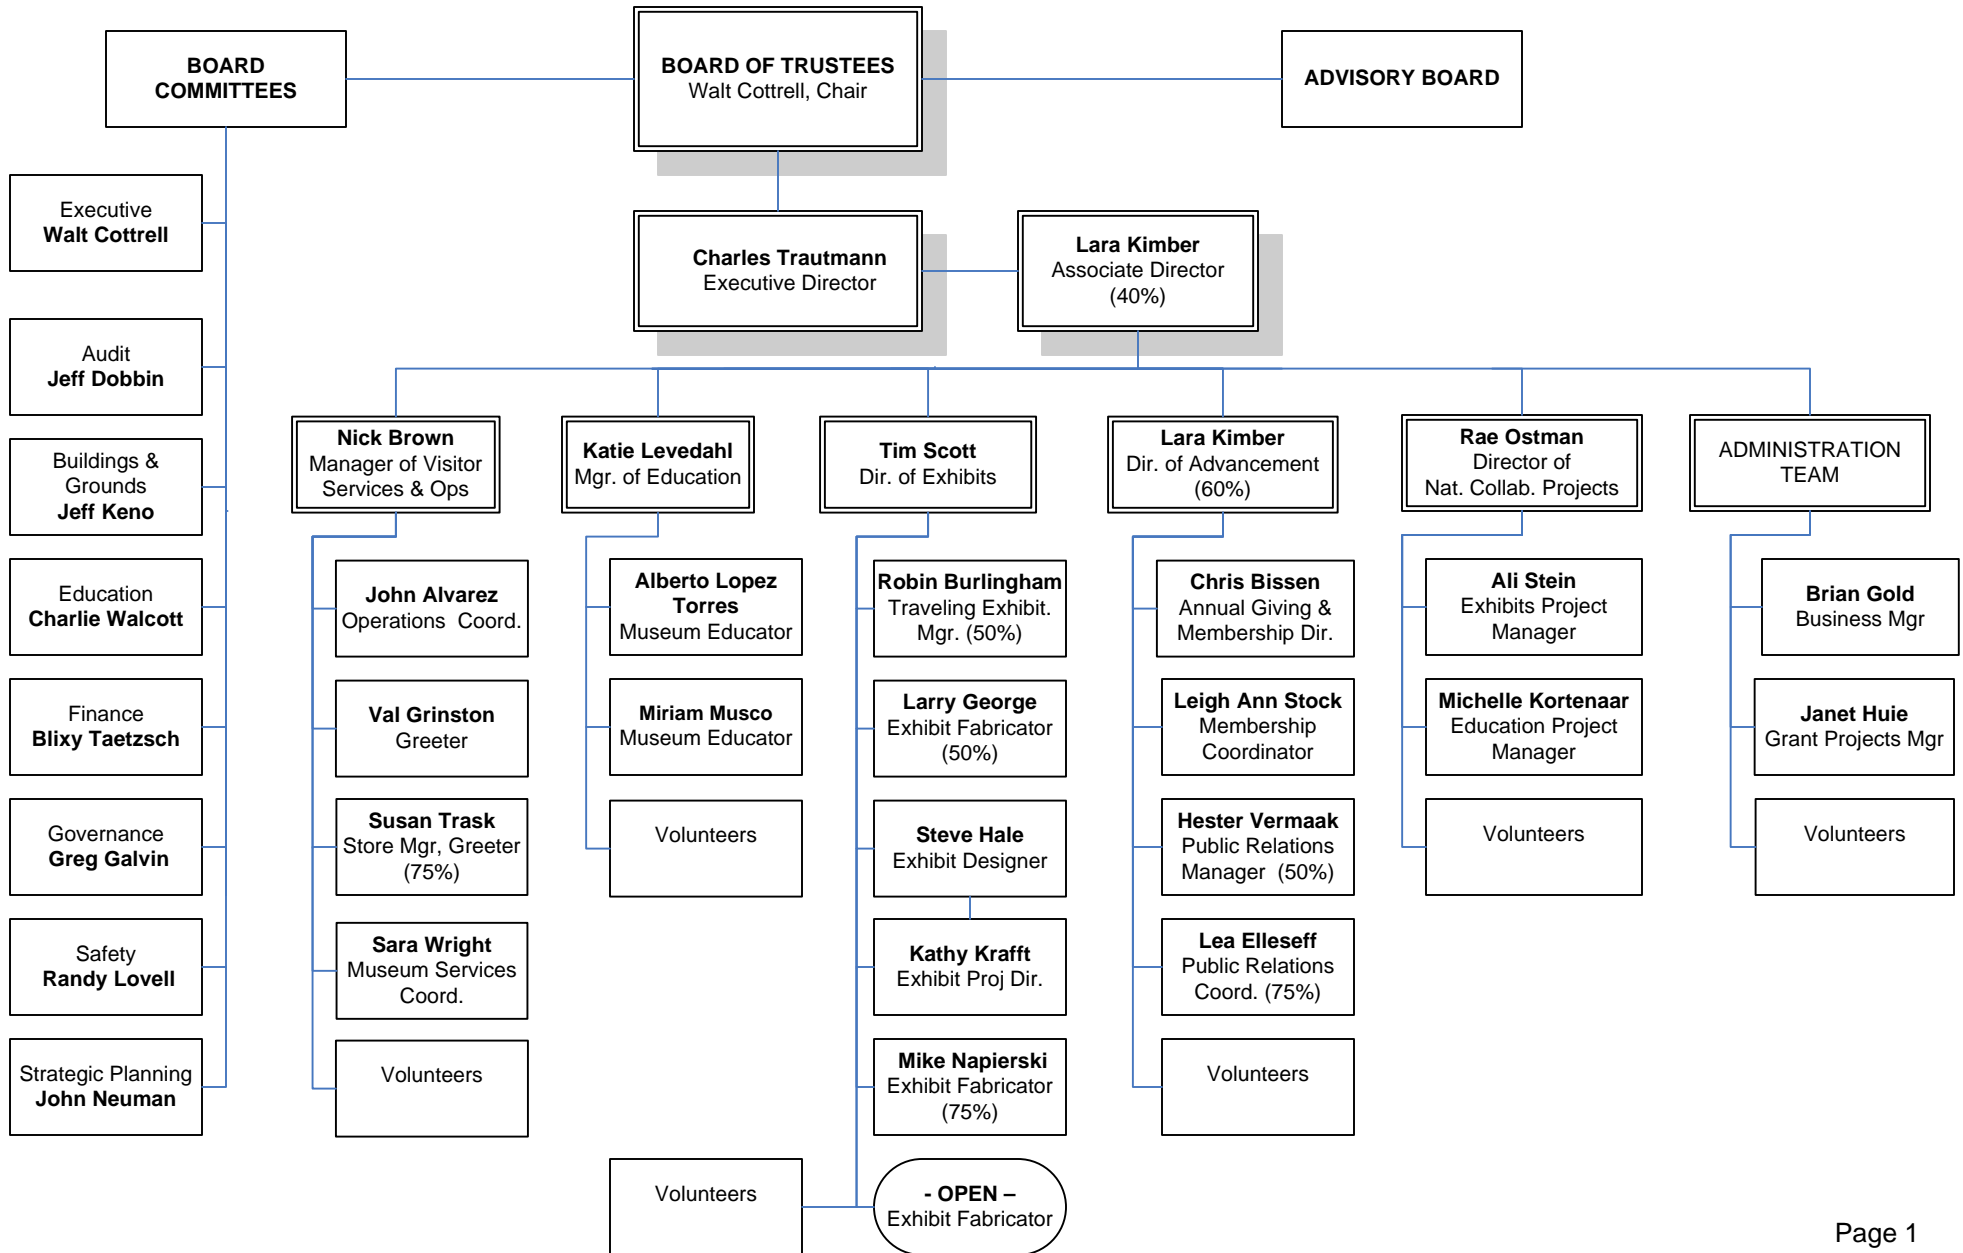 BOARD
COMMITTEES
BOARD OF TRUSTEES
Walt Cottrell, Chair
ADVISORY BOARD
Executive
Walt Cottrell
Audit
Jeff Dobbin
Buildings &
Grounds
Jeff Keno
Education
Charlie Walcott
Finance
Blixy Taetzsch
Governance
Greg Galvin
Safety
Randy Lovell
Strategic Planning
John Neuman
Charles Trautmann
Executive Director
Lara Kimber
Associate Director
(40%)
Nick Brown
Manager of Visitor
Services & Ops
John Alvarez
Operations  Coord.
Val Grinston
Greeter
Susan Trask
Store Mgr, Greeter
(75%)
Sara Wright
Museum Services
Coord.
Volunteers
Katie Levedahl
Mgr. of Education
Alberto Lopez
Torres
Museum Educator
Miriam Musco
Museum Educator
Volunteers
Tim Scott
Dir. of Exhibits
Robin Burlingham
Traveling Exhibit.
Mgr. (50%)
Larry George
Exhibit Fabricator
(50%)
Steve Hale
Exhibit Designer
Kathy Krafft
Exhibit Proj Dir.
Mike Napierski
Exhibit Fabricator
(75%)
Volunteers
- OPEN –
Exhibit Fabricator
Lara Kimber
Dir. of Advancement
(60%)
Chris Bissen
Annual Giving &
Membership Dir.
Leigh Ann Stock
Membership
Coordinator
Hester Vermaak
Public Relations
Manager  (50%)
Lea Elleseff
Public Relations
Coord. (75%)
Volunteers
Rae Ostman
Director of
Nat. Collab. Projects
Ali Stein
Exhibits Project
Manager
Michelle Kortenaar
Education Project
Manager
Volunteers
ADMINISTRATION
TEAM
Brian Gold
Business Mgr
Janet Huie
Grant Projects Mgr
Volunteers
Page 1